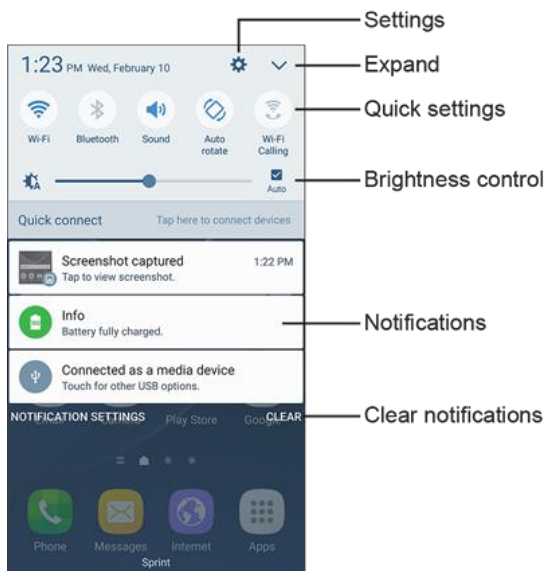 Settings
1:23 PM Wed, February 10
Expand
Quick settings
Wi-Fi Bluetooth Sound Auto rotate Wi-Fi Calling
Auto
Brightness control
Quick connect Tap here to connect devices
Screenshot captured 1:22 PM
Tap to view screenshot.
Info
Battery fully charged.
Notifications
Connected as a media device
Touch for other USB options.
NOTIFICATION SETTINGS CLEAR
Clear notifications
Play Store Google
Phone Messages Internet Apps
Sprint